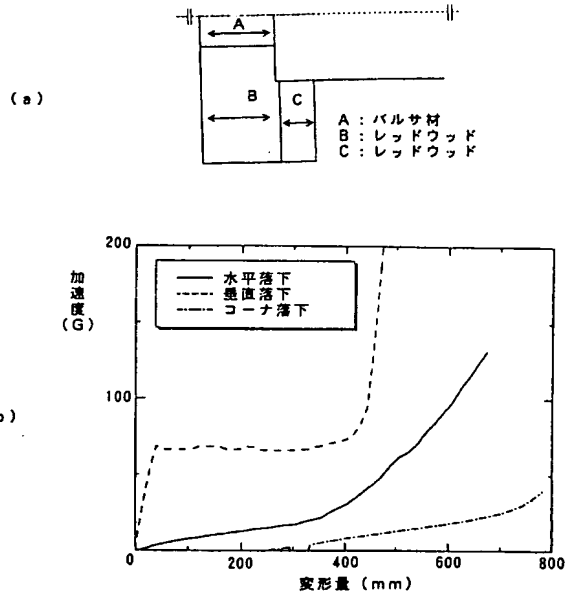 (a)
A
B
C
A : バルサ材
B : レッドウッド
C : レッドウッド
200
加速度
(G)
水平落下
垂直落下
コーナ落下
100
0
0
200
400
600
800
変形量 (mm)